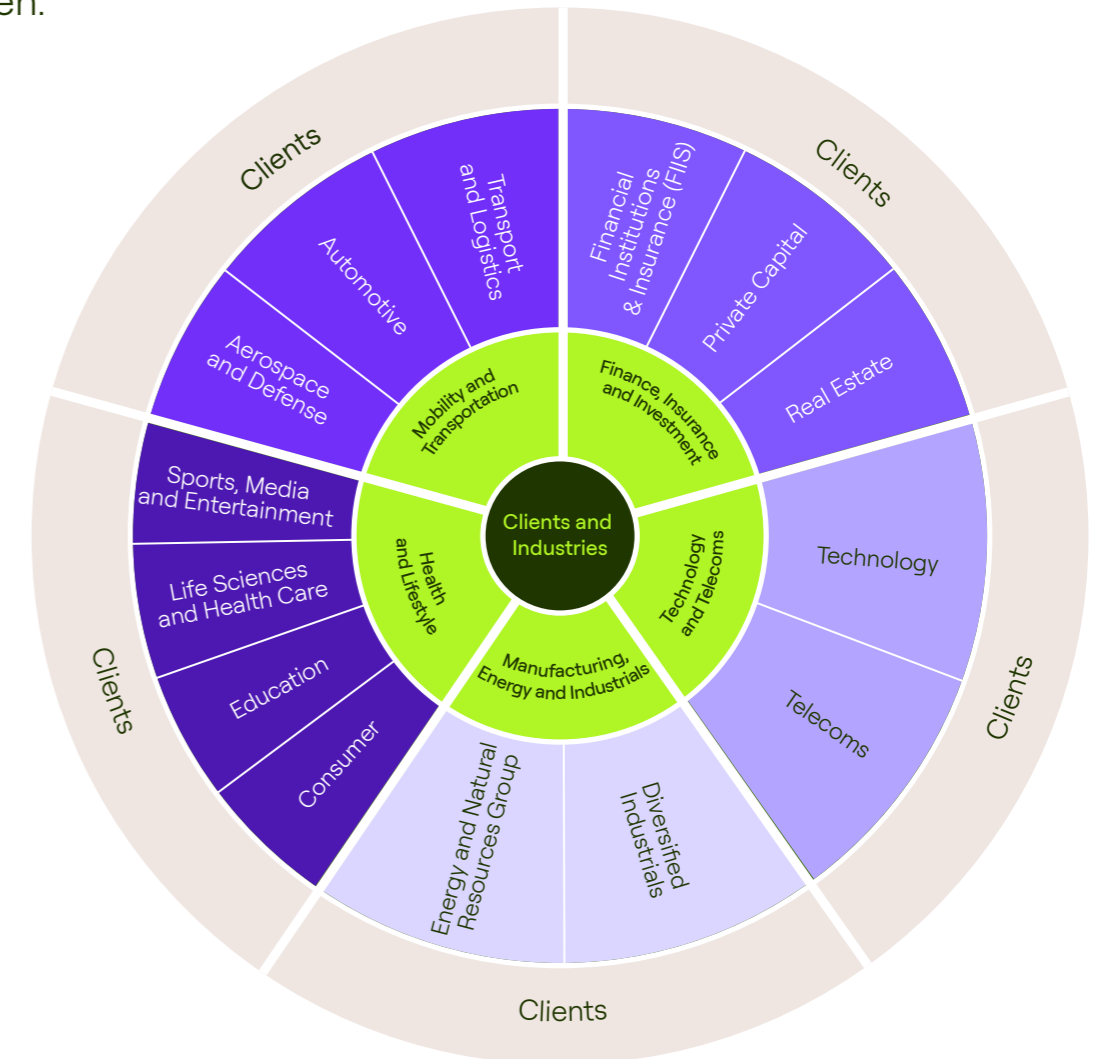 en.
Clients
Clients
Transport
and Logistics
Financial
Institutions
& Insurance (FIIS)
Automotive
Private Capital
Aerospace
and Defense
Real Estate
Mobility and
Transportation
Finance, Insurance
and Investment
Sports, Media
and Entertainment
Clients and
Industries
Technology
Health
and Lifestyle
Technology
and Telecoms
Life Sciences
and Health Care
Manufacturing,
Energy and Industrials
Education
Telecoms
Clients
Clients
Consumer
Energy and Natural
Resources Group
Diversified
Industrials
Clients